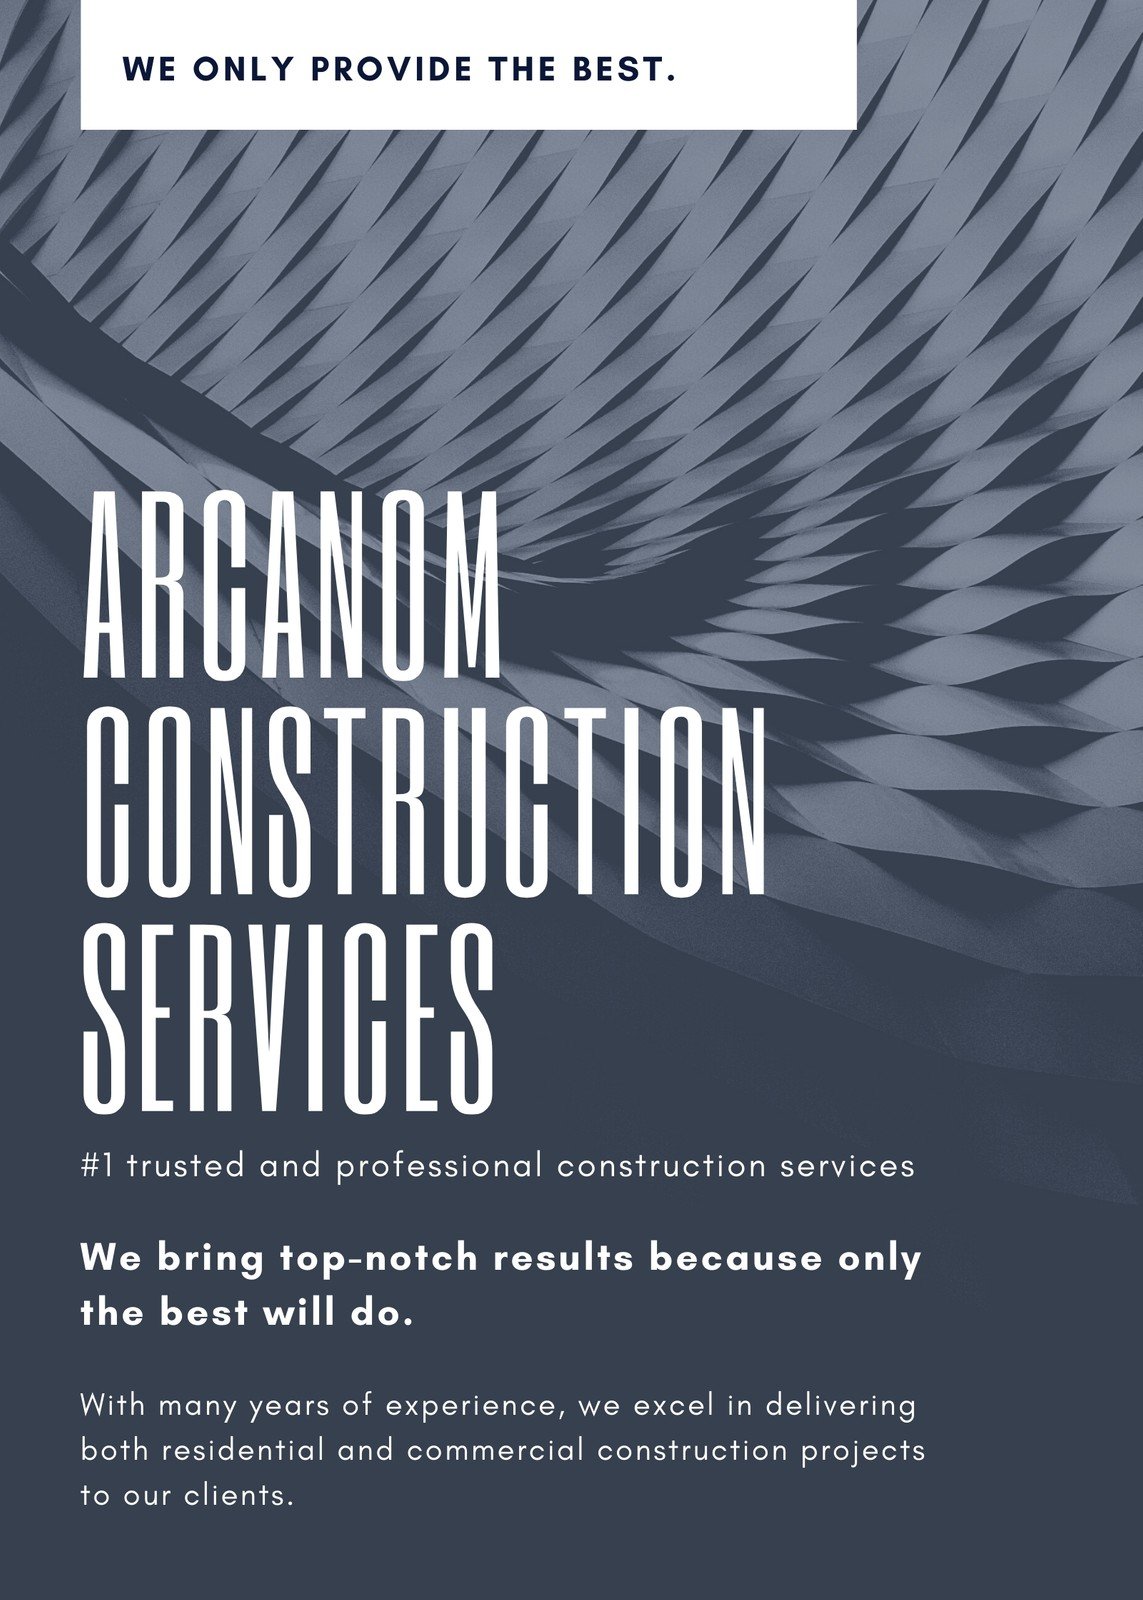 WE ONLY PROVIDE THE BEST.
ARCANOM
CONSTRUCTION
SERVICES
#1 trusted and professional construction services
We bring top-notch results because only
the best will do.
With many years of experience, we excel in delivering
both residential and commercial construction projects
to our clients.